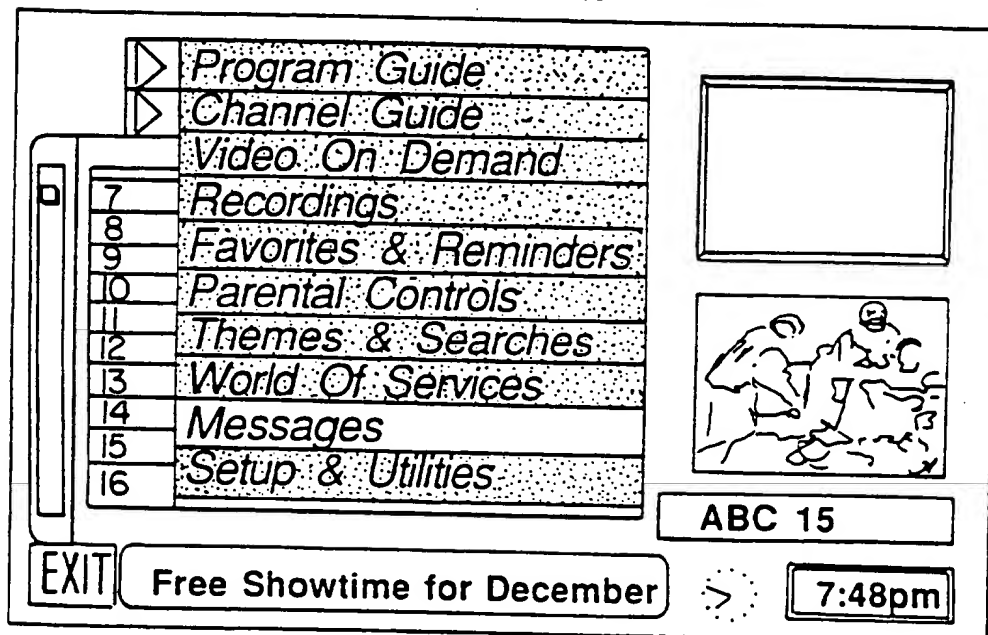 Program Guide
Channel Guide
Video On Demand
7 Recordings
8
9 Favorites & Reminders
10 Parental Controls
11
12 Themes & Searches
13 World Of Services
14 Messages
15
16 Setup & Utilities
ABC 15
EXIT Free Showtime for December 7:48pm